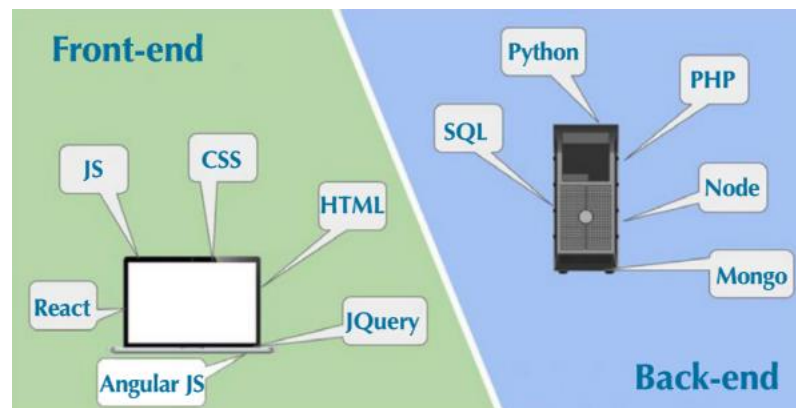 Front-end
JS
CSS
HTML
React
JQuery
Angular JS
Python
PHP
SQL
Node
Mongo
Back-end